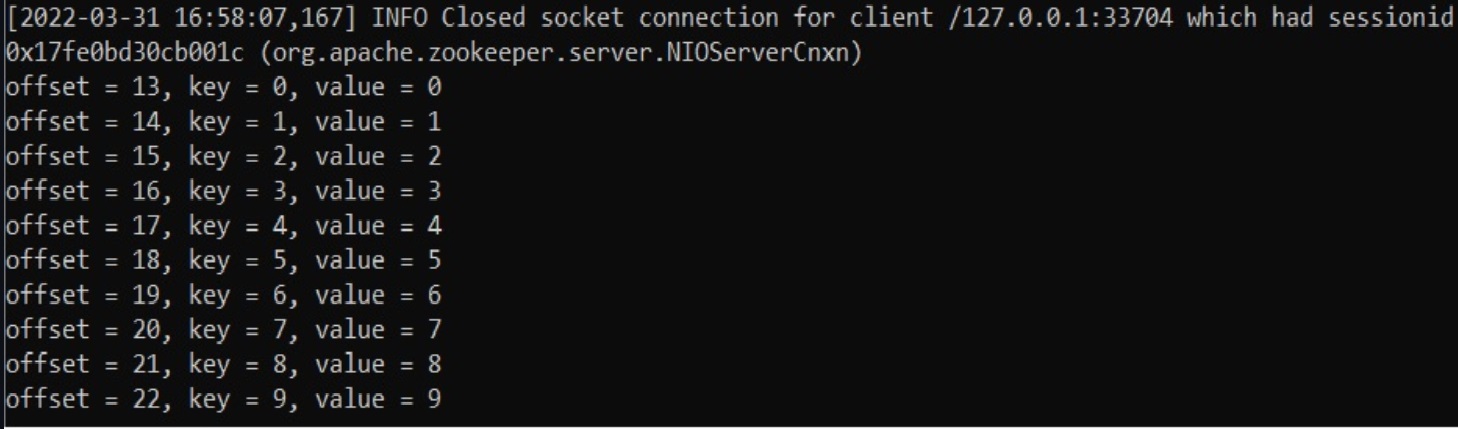 [2022-03-31 16:58:07,167] INFO Closed socket connection for client /127.0.0.1:33704 which had sessionid
0x17fe0bd30cb001c (org.apache.zookeeper.server.NIOServerCnxn)
offset = 13, key = 0, value = 0
offset = 14, key = 1, value = 1
offset = 15, key = 2, value = 2
offset = 16, key = 3, value = 3
offset = 17, key = 4, value = 4
offset = 18, key = 5, value = 5
offset = 19, key = 6, value = 6
offset = 20, key = 7, value = 7
offset = 21, key = 8, value = 8
offset = 22, key = 9, value = 9